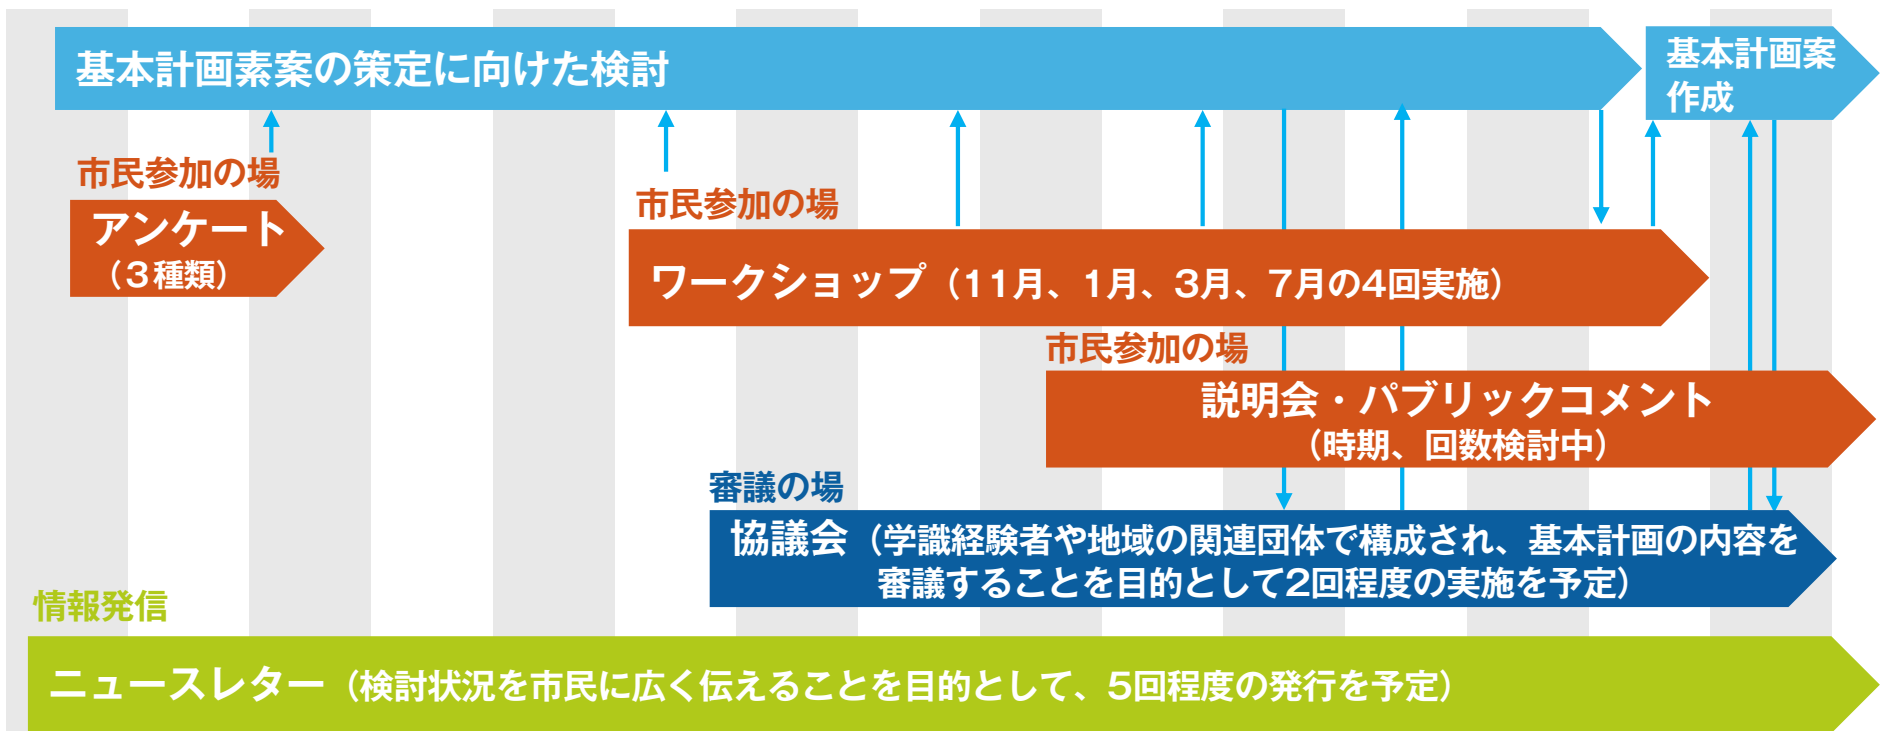 基本計画素案の策定に向けた検討
基本計画案
作成
市民参加の場
アンケート
（３種類）
市民参加の場
ワークショップ（11月、1月、3月、7月の4回実施）
市民参加の場
説明会・パブリックコメント
（時期、回数検討中）
審議の場
協議会（学識経験者や地域の関連団体で構成され、基本計画の内容を
審議することを目的として2回程度の実施を予定）
情報発信
ニュースレター（検討状況を市民に広く伝えることを目的として、5回程度の発行を予定）